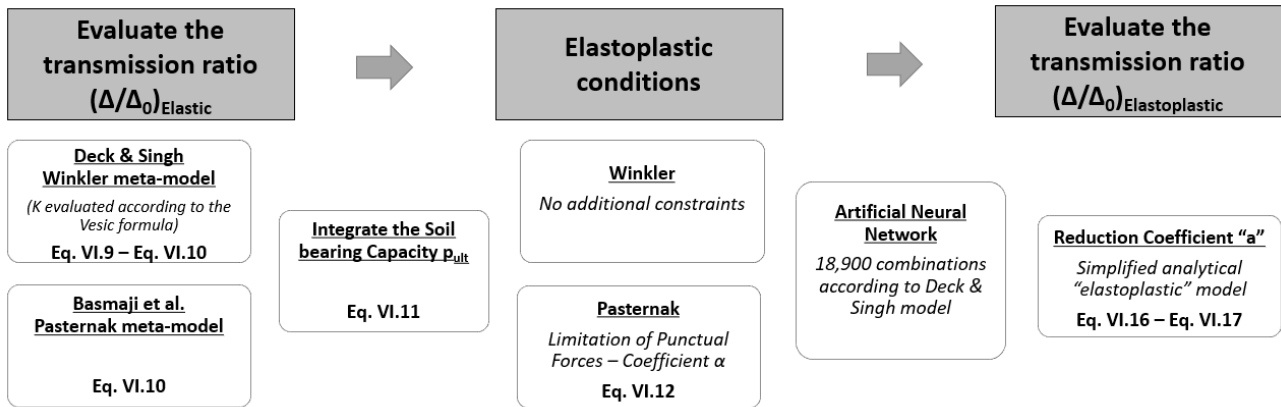 Evaluate the
transmission ratio
(Δ/Δ₀)Elastic
Elastoplastic
conditions
Evaluate the
transmission ratio
(Δ/Δ₀)Elastoplastic
Deck & Singh
Winkler meta-model
(K evaluated according to the
Vesic formula)
Eq. VI.9 – Eq. VI.10
Basmaji et al.
Pasternak meta-model
Eq. VI.10
Integrate the Soil
bearing Capacity pult
Eq. VI.11
Winkler
No additional constraints
Pasternak
Limitation of Punctual
Forces – Coefficient α
Eq. VI.12
Artificial Neural
Network
18,900 combinations
according to Deck &
Singh model
Reduction Coefficient “a”
Simplified analytical
“elastoplastic” model
Eq. VI.16 – Eq. VI.17